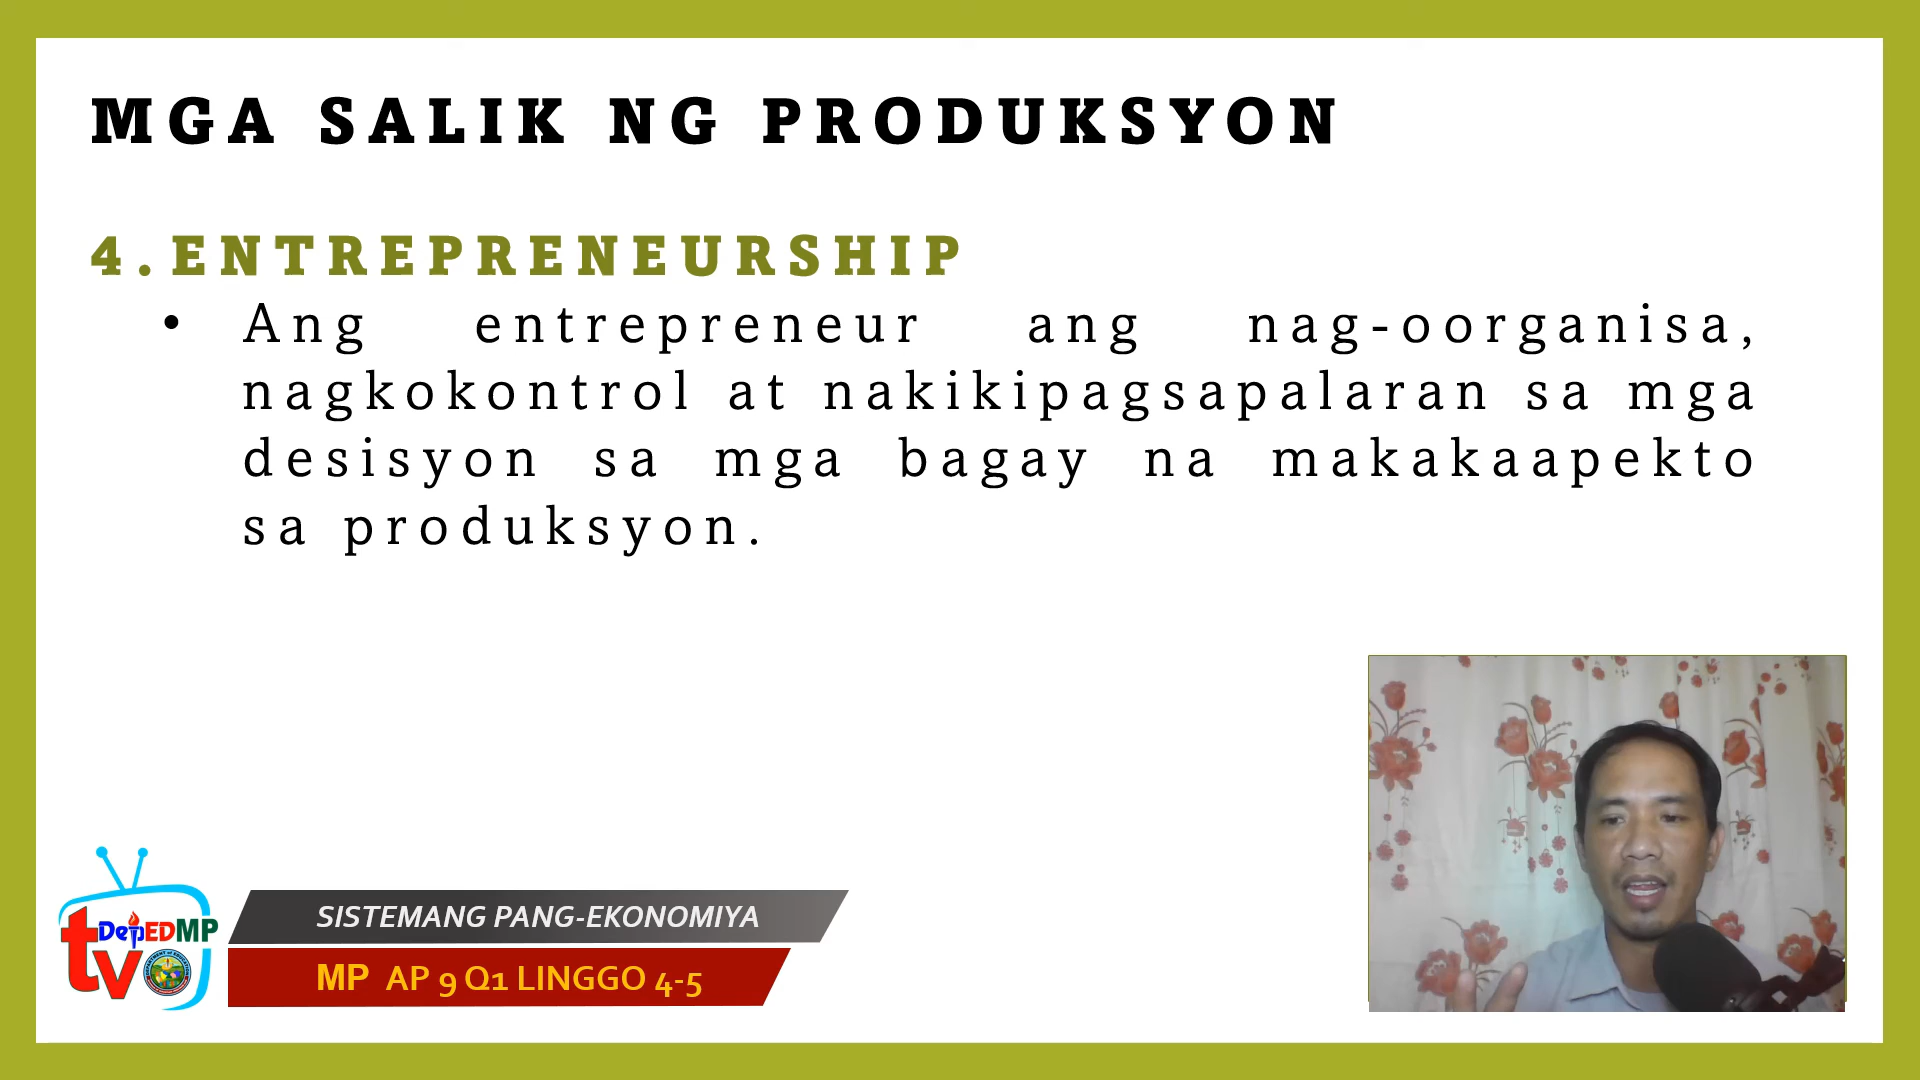 MGA SALIK NG PRODUKSYON
4.ENTREPRENEURSHIP
• Ang entrepreneur ang nag-oorganisa,
nagkokontrol at nakikipagsapalaran sa mga
desisyon sa mga bagay na makakaapekto
sa produksyon.
SISTEMANG PANG-EKONOMIYA
MP AP 9 Q1 LINGGO 4-5
DepEDMP
tv